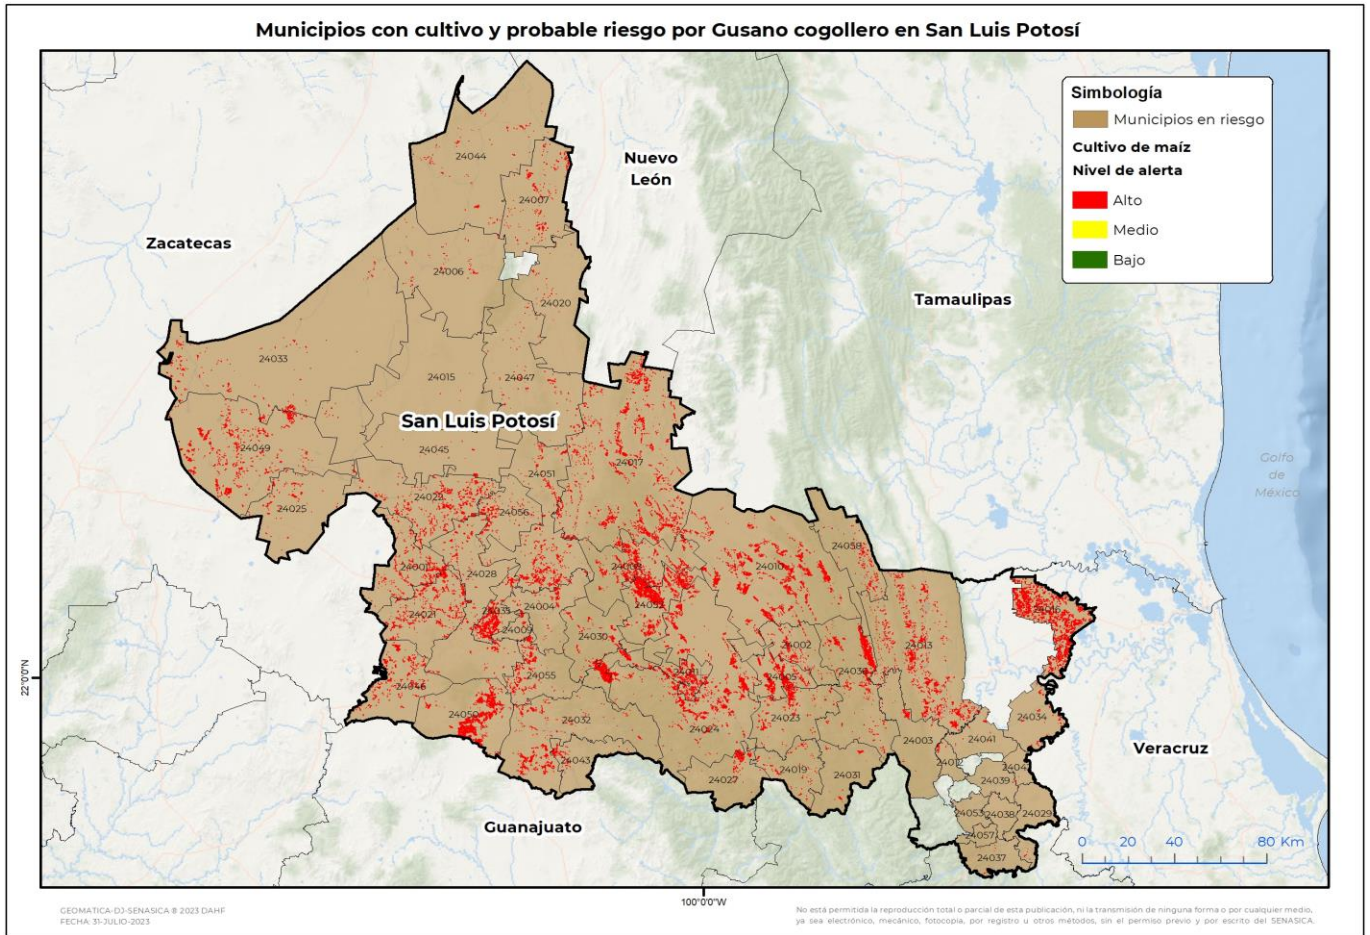 Municipios con cultivo y probable riesgo por Gusano cogollero en San Luis Potosí
Simbología
Municipios en riesgo
Cultivo de maíz
Nivel de alerta
Alto
Medio
Bajo
Nuevo
León
Zacatecas
Tamaulipas
San Luis Potosí
Golfo
de
México
Veracruz
Guanajuato
24044
24007
24006
24020
24033
24015
24047
24049
24045
24051
24017
24025
24022
24056
24058
24010
24028
24016
24021
24035
24004
24009
24030
24002
24013
24055
24005
24046
24050
24032
24023
24024
24003
24034
24041
24043
24027
24019
24031
24012
24039
24053
24038
24029
24057
24037
0 20 40 80 Km
22°0'0"N
100°0'0"W
GEOMATICA-DJ-SENASICA ® 2023 DAHF
FECHA: 31-JULIO-2023
No está permitida la reproducción total o parcial de esta publicación, ni la transmisión de ninguna forma o por cualquier medio,
ya sea electrónico, mecánico, fotocopia, por registro u otros métodos, sin el permiso previo y por escrito del SENASICA.